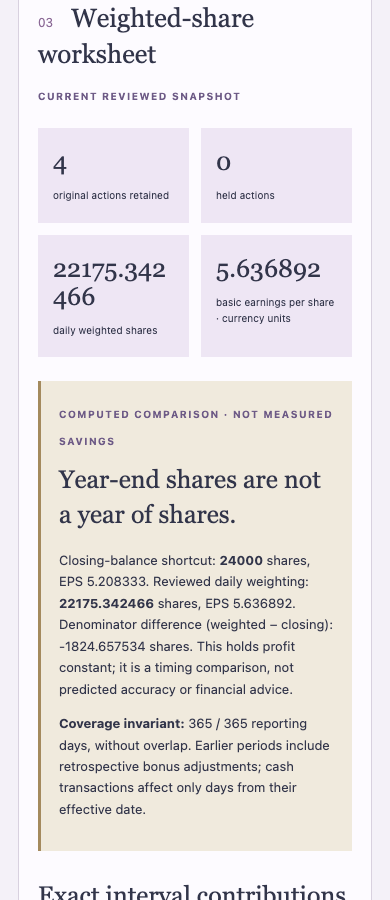 03 Weighted-share
worksheet
CURRENT REVIEWED SNAPSHOT
4
original actions retained
0
held actions
22175.342
466
daily weighted shares
5.636892
basic earnings per share
· currency units
COMPUTED COMPARISON · NOT MEASURED
SAVINGS
Year-end shares are not
a year of shares.
Closing-balance shortcut: 24000 shares,
EPS 5.208333. Reviewed daily weighting:
22175.342466 shares, EPS 5.636892.
Denominator difference (weighted − closing):
-1824.657534 shares. This holds profit
constant; it is a timing comparison, not
predicted accuracy or financial advice.
Coverage invariant: 365 / 365 reporting
days, without overlap. Earlier periods include
retrospective bonus adjustments; cash
transactions affect only days from their
effective date.
Exact interval contributions